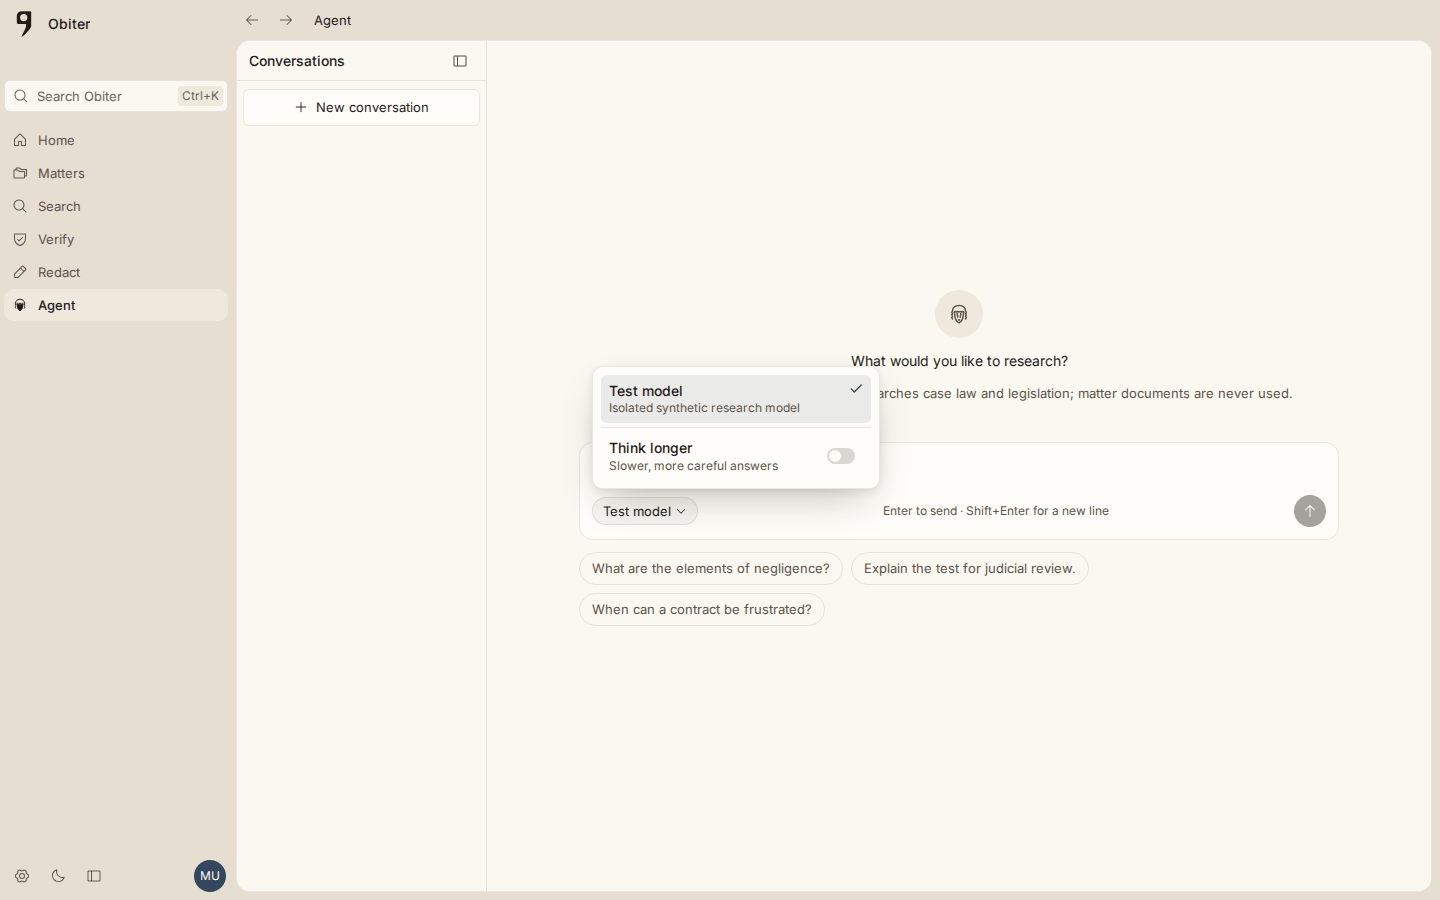 Obiter
Agent
Search Obiter
Ctrl+K
Home
Matters
Search
Verify
Redact
Agent
Conversations
New conversation
What would you like to research?
arches case law and legislation; matter documents are never used.
Test model
Isolated synthetic research model
Think longer
Slower, more careful answers
Test model
Enter to send · Shift+Enter for a new line
What are the elements of negligence?
Explain the test for judicial review.
When can a contract be frustrated?
MU